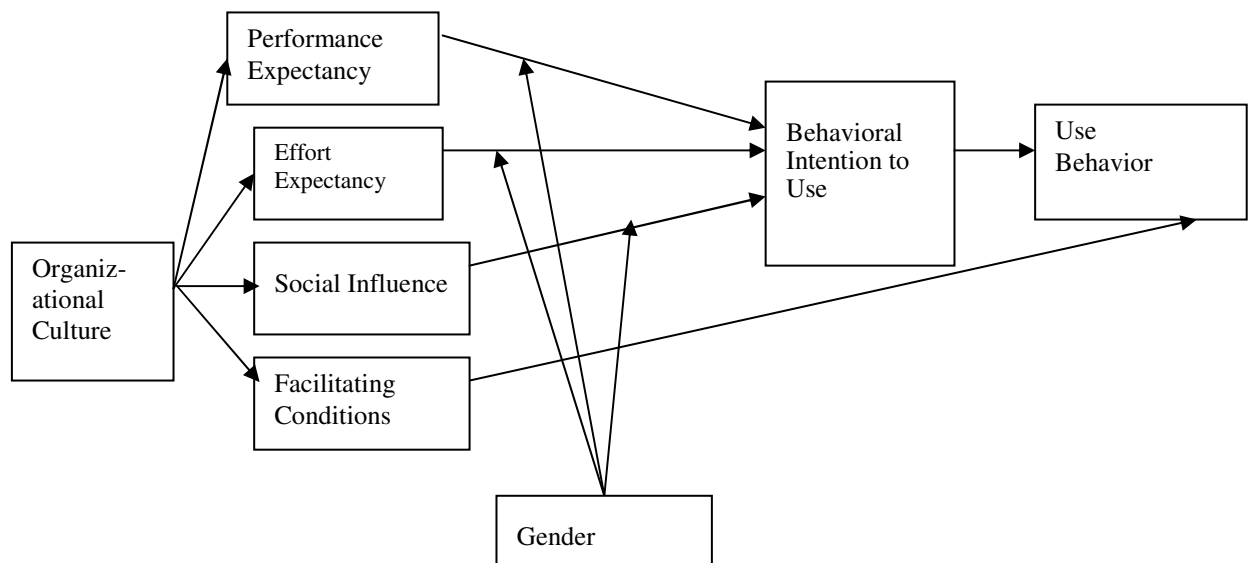 Performance
Expectancy
Effort
Expectancy
Organiz-
ational
Culture
Social Influence
Facilitating
Conditions
Gender
Behavioral
Intention to
Use
Use
Behavior